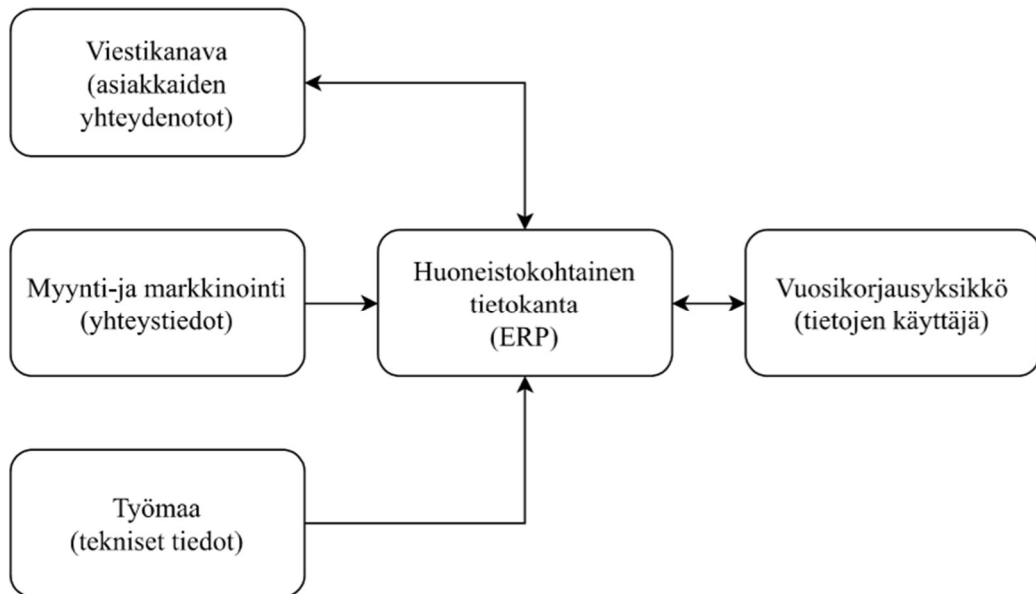 Viestikanava
(asiakkaiden
yhteydenotot)
Myynti-ja markkinointi
(yhteystiedot)
Huoneistokohtainen
tietokanta
(ERP)
Vuosikorjausyksikkö
(tietojen käyttäjä)
Työmaa
(tekniset tiedot)